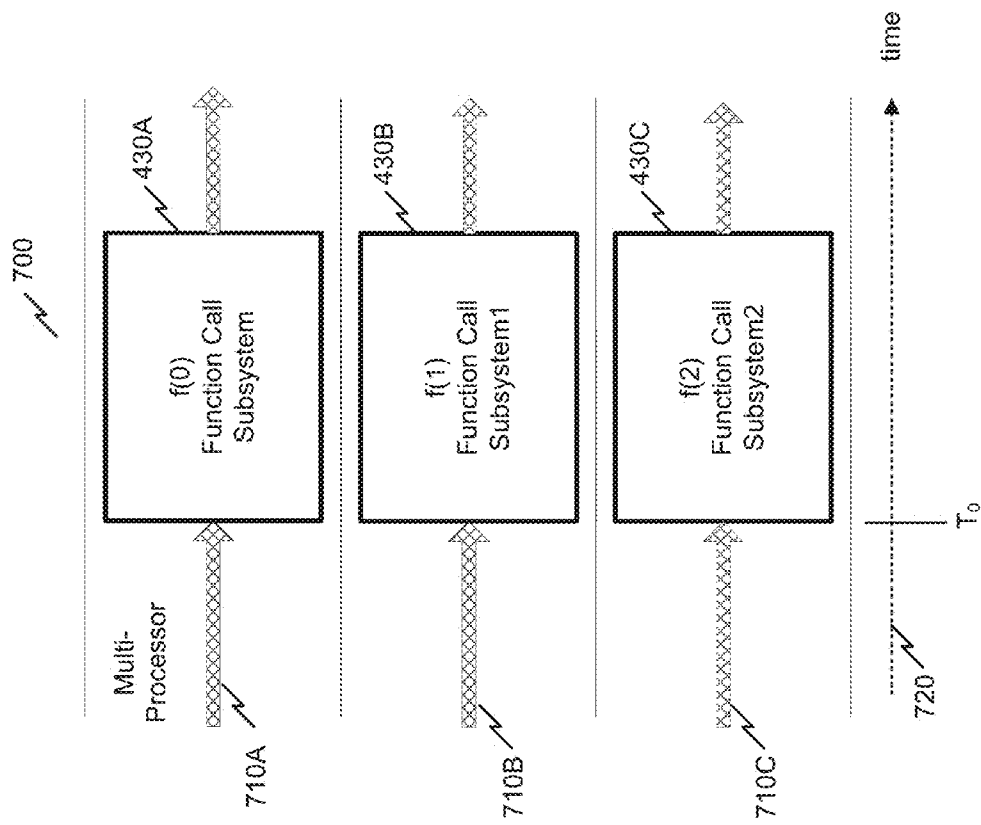 700
Multi-
Processor
710A
f(0)
Function Call
Subsystem
430A
710B
f(1)
Function Call
Subsystem1
430B
710C
f(2)
Function Call
Subsystem2
430C
720
T₀
time